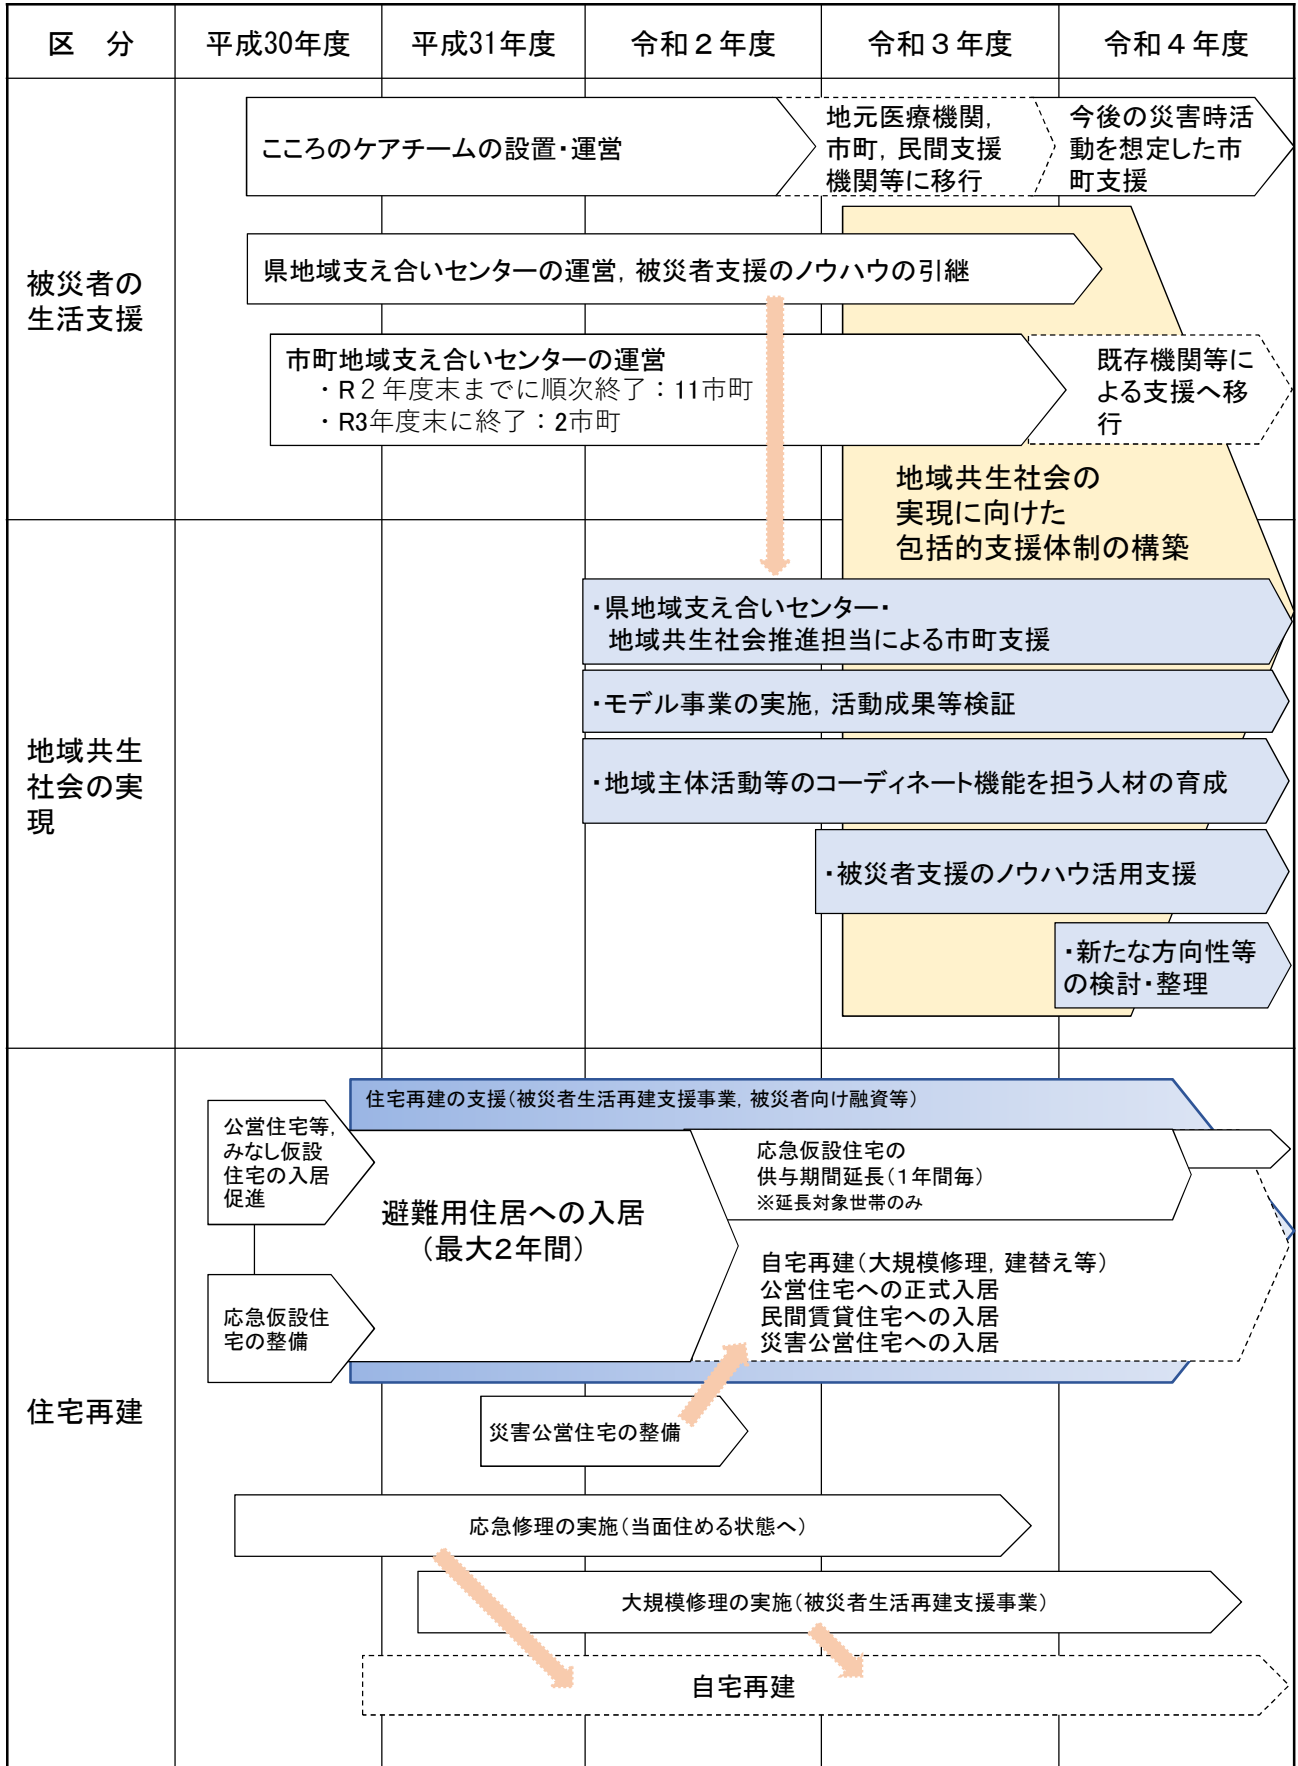 区　分
平成30年度
平成31年度
令和２年度
令和３年度
令和４年度
被災者の
生活支援
こころのケアチームの設置・運営
地元医療機関，
市町，民間支援
機関等に移行
今後の災害時活
動を想定した市
町支援
県地域支え合いセンターの運営，被災者支援のノウハウの引継
市町地域支え合いセンターの運営
・R２年度末までに順次終了：11市町
・R3年度末に終了：2市町
既存機関等に
よる支援へ移
行
地域共生社会の
実現に向けた
包括的支援体制の構築
地域共生
社会の実
現
・県地域支え合いセンター・
地域共生社会推進担当による市町支援
・モデル事業の実施，活動成果等検証
・地域主体活動等のコーディネート機能を担う人材の育成
・被災者支援のノウハウ活用支援
・新たな方向性等
の検討・整理
住宅再建
住宅再建の支援（被災者生活再建支援事業，被災者向け融資等）
公営住宅等，
みなし仮設
住宅の入居
促進
応急仮設住
宅の整備
避難用住居への入居
（最大２年間）
応急仮設住宅の
供与期間延長（１年間毎）
※延長対象世帯のみ
自宅再建（大規模修理，建替え等）
公営住宅への正式入居
民間賃貸住宅への入居
災害公営住宅への入居
災害公営住宅の整備
応急修理の実施（当面住める状態へ）
大規模修理の実施（被災者生活再建支援事業）
自宅再建